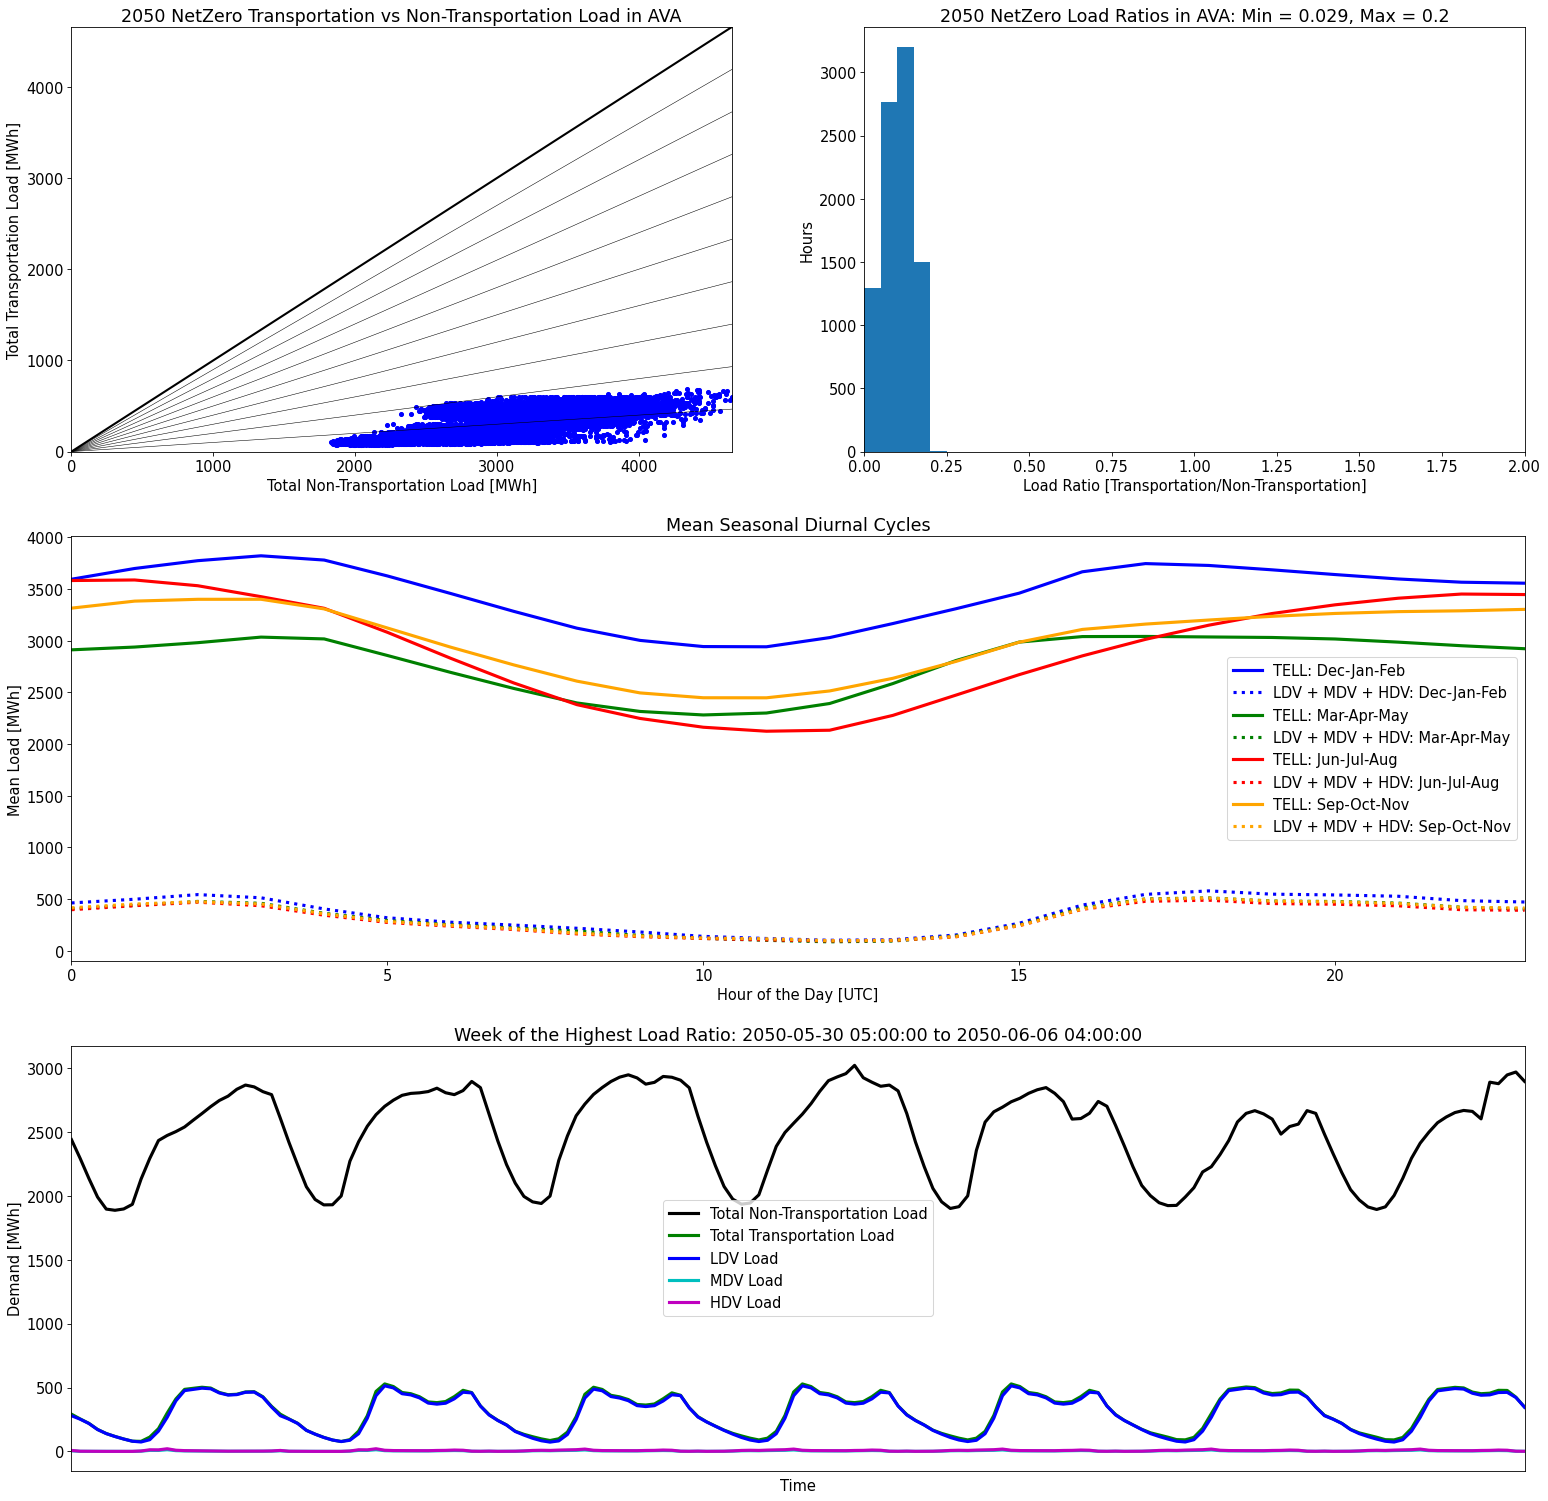 2050 NetZero Transportation vs Non-Transportation Load in AVA
Total Transportation Load [MWh]
4000
3000
2000
1000
0
0 1000 2000 3000 4000
Total Non-Transportation Load [MWh]
2050 NetZero Load Ratios in AVA: Min = 0.029, Max = 0.2
Hours
3000
2500
2000
1500
1000
500
0
0.00 0.25 0.50 0.75 1.00 1.25 1.50 1.75 2.00
Load Ratio [Transportation/Non-Transportation]
Mean Seasonal Diurnal Cycles
Mean Load [MWh]
4000
3500
3000
2500
2000
1500
1000
500
0
TELL: Dec-Jan-Feb
LDV + MDV + HDV: Dec-Jan-Feb
TELL: Mar-Apr-May
LDV + MDV + HDV: Mar-Apr-May
TELL: Jun-Jul-Aug
LDV + MDV + HDV: Jun-Jul-Aug
TELL: Sep-Oct-Nov
LDV + MDV + HDV: Sep-Oct-Nov
0 5 10 15 20
Hour of the Day [UTC]
Week of the Highest Load Ratio: 2050-05-30 05:00:00 to 2050-06-06 04:00:00
Demand [MWh]
3000
2500
2000
1500
1000
500
0
Total Non-Transportation Load
Total Transportation Load
LDV Load
MDV Load
HDV Load
Time